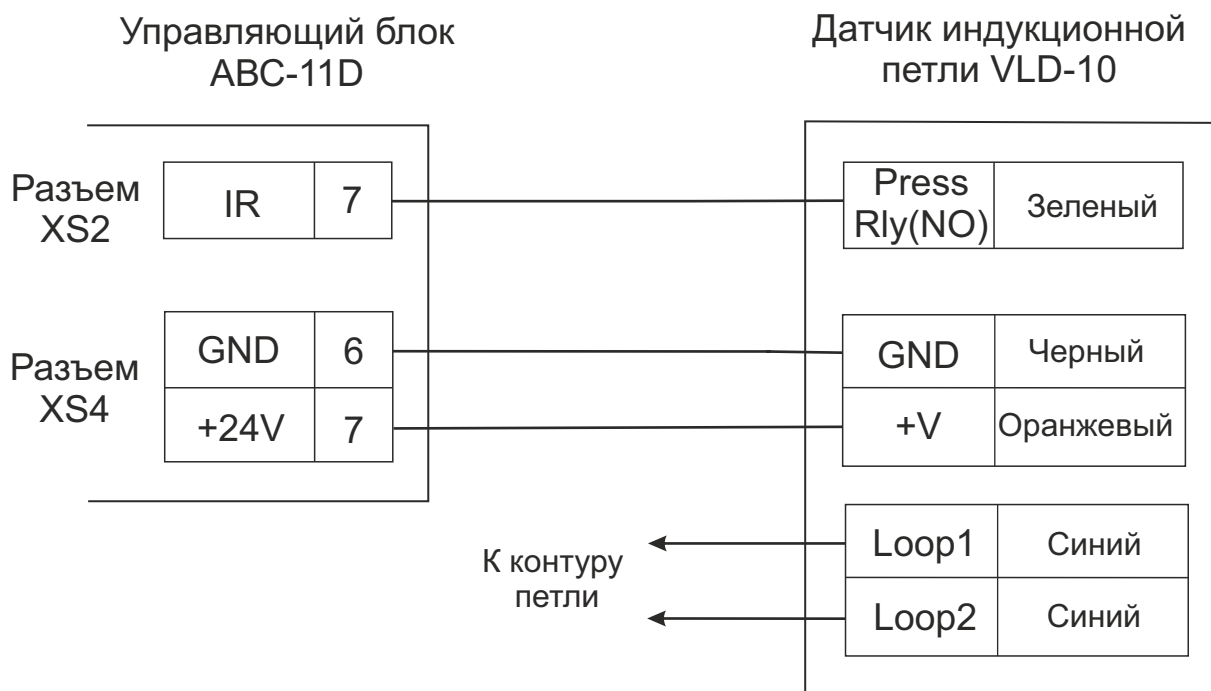 Управляющий блок
ABC-11D
Датчик индукционной
петли VLD-10
Разъем
XS2
IR 7
Press
Rly(NO)
Зеленый
Разъем
XS4
GND 6
+24V 7
GND Черный
+V Оранжевый
К контуру
петли
Loop1 Синий
Loop2 Синий